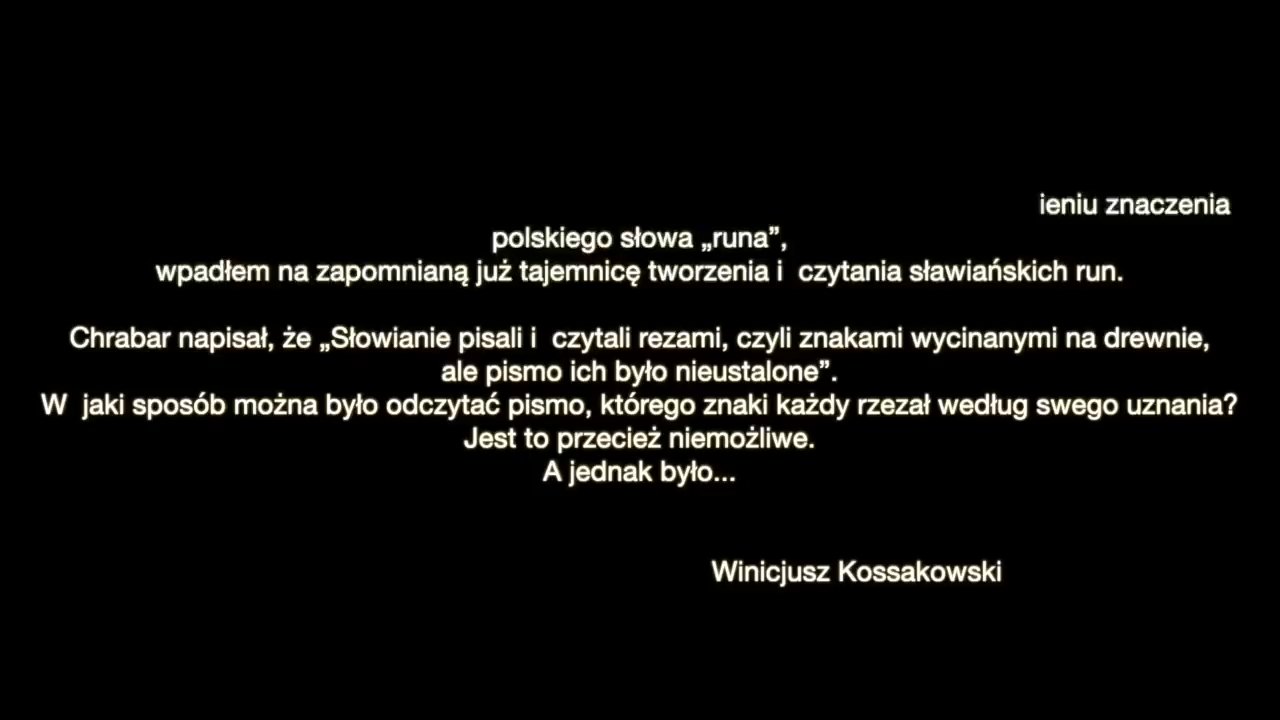 ieniu znaczenia
polskiego słowa „runa”,
wpadłem na zapomnianą już tajemnicę tworzenia i  czytania sławiańskich run.
Chrabar napisał, że „Słowianie pisali i  czytali rezami, czyli znakami wycinanymi na drewnie,
ale pismo ich było nieustalone”.
W  jaki sposób można było odczytać pismo, którego znaki każdy rzezał według swego uznania?
Jest to przecież niemożliwe.
A jednak było...
Winicjusz Kossakowski